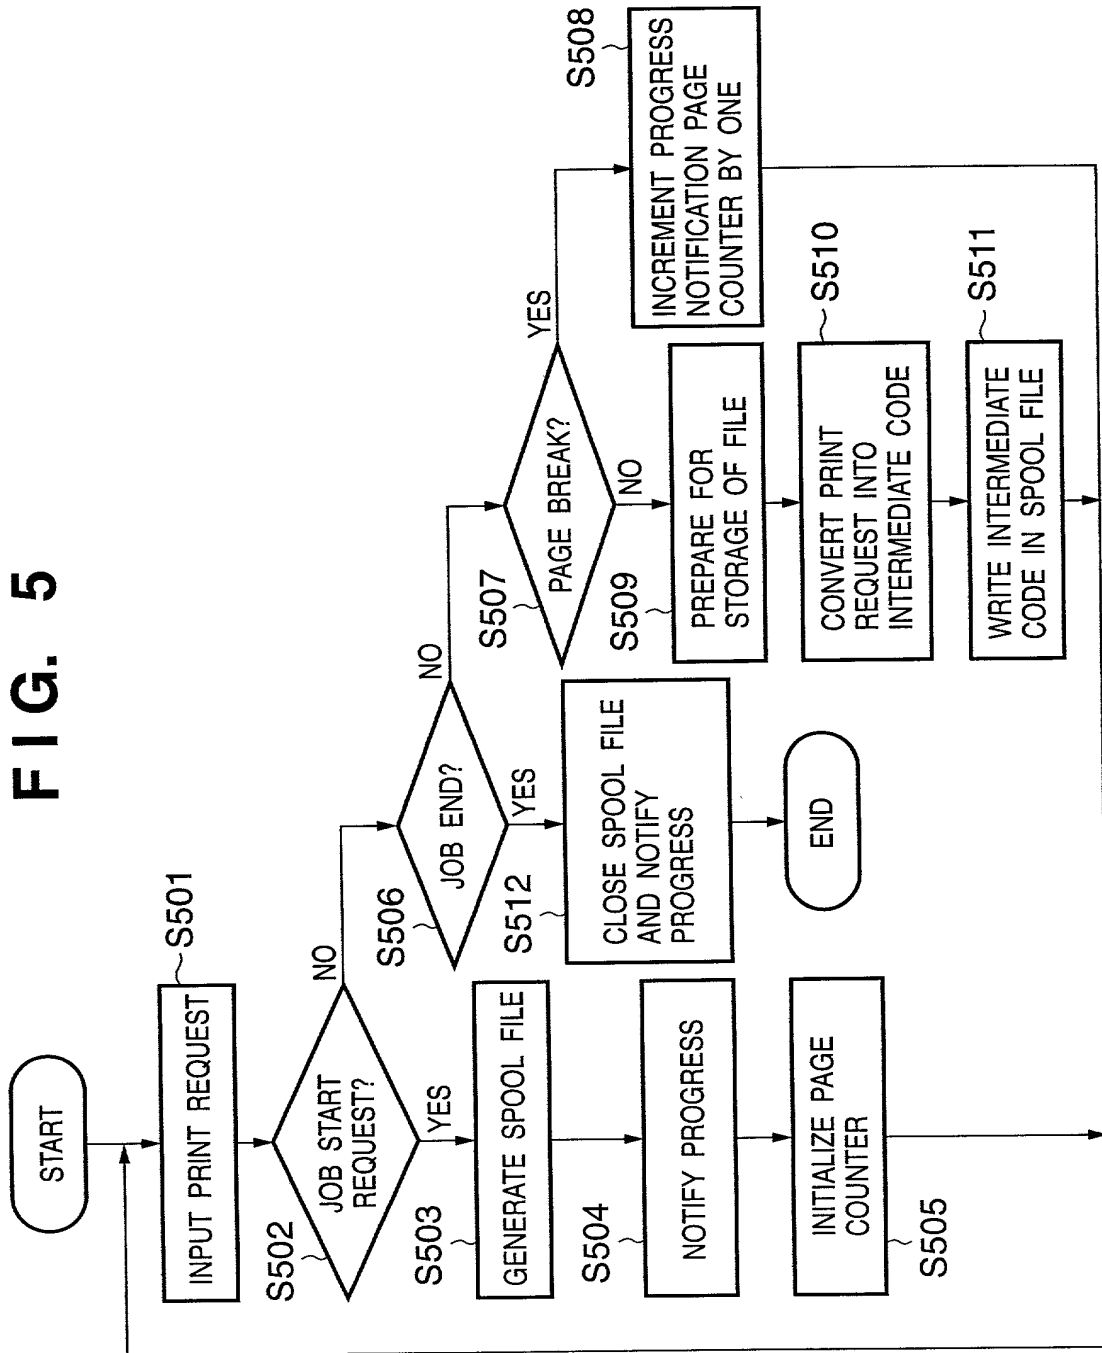 FIG. 5
START
INPUT PRINT REQUEST
S501
JOB START
REQUEST?
S502
NO
YES
GENERATE SPOOL FILE
S503
NOTIFY PROGRESS
S504
INITIALIZE PAGE
COUNTER
S505
JOB END?
S506
NO
YES
CLOSE SPOOL FILE
AND NOTIFY
PROGRESS
S512
END
PAGE BREAK?
S507
YES
NO
INCREMENT PROGRESS
NOTIFICATION PAGE
COUNTER BY ONE
S508
PREPARE FOR
STORAGE OF FILE
S509
CONVERT PRINT
REQUEST INTO
INTERMEDIATE CODE
S510
WRITE INTERMEDIATE
CODE IN SPOOL FILE
S511